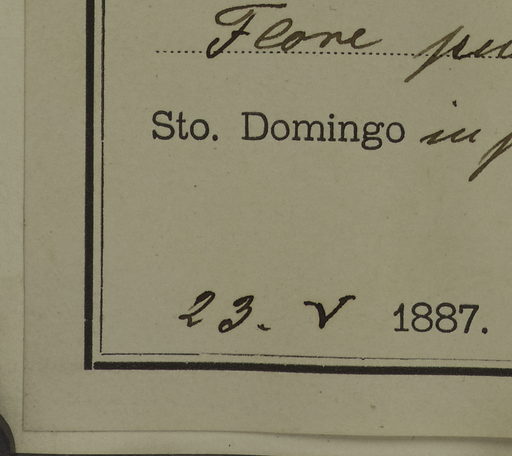 Flore
Sto. Domingo in
23. V 1887.